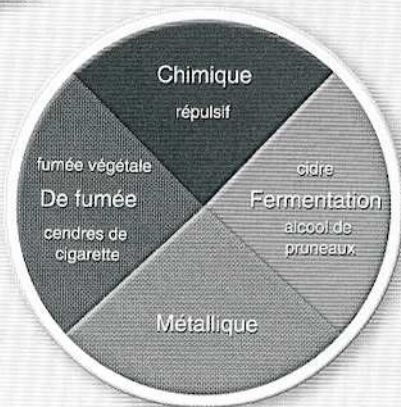 Chimique
répulsif
fumée végétale
De fumée
cendres de
cigarette
cidre
Fermentation
alcool de
pruneaux
Métallique